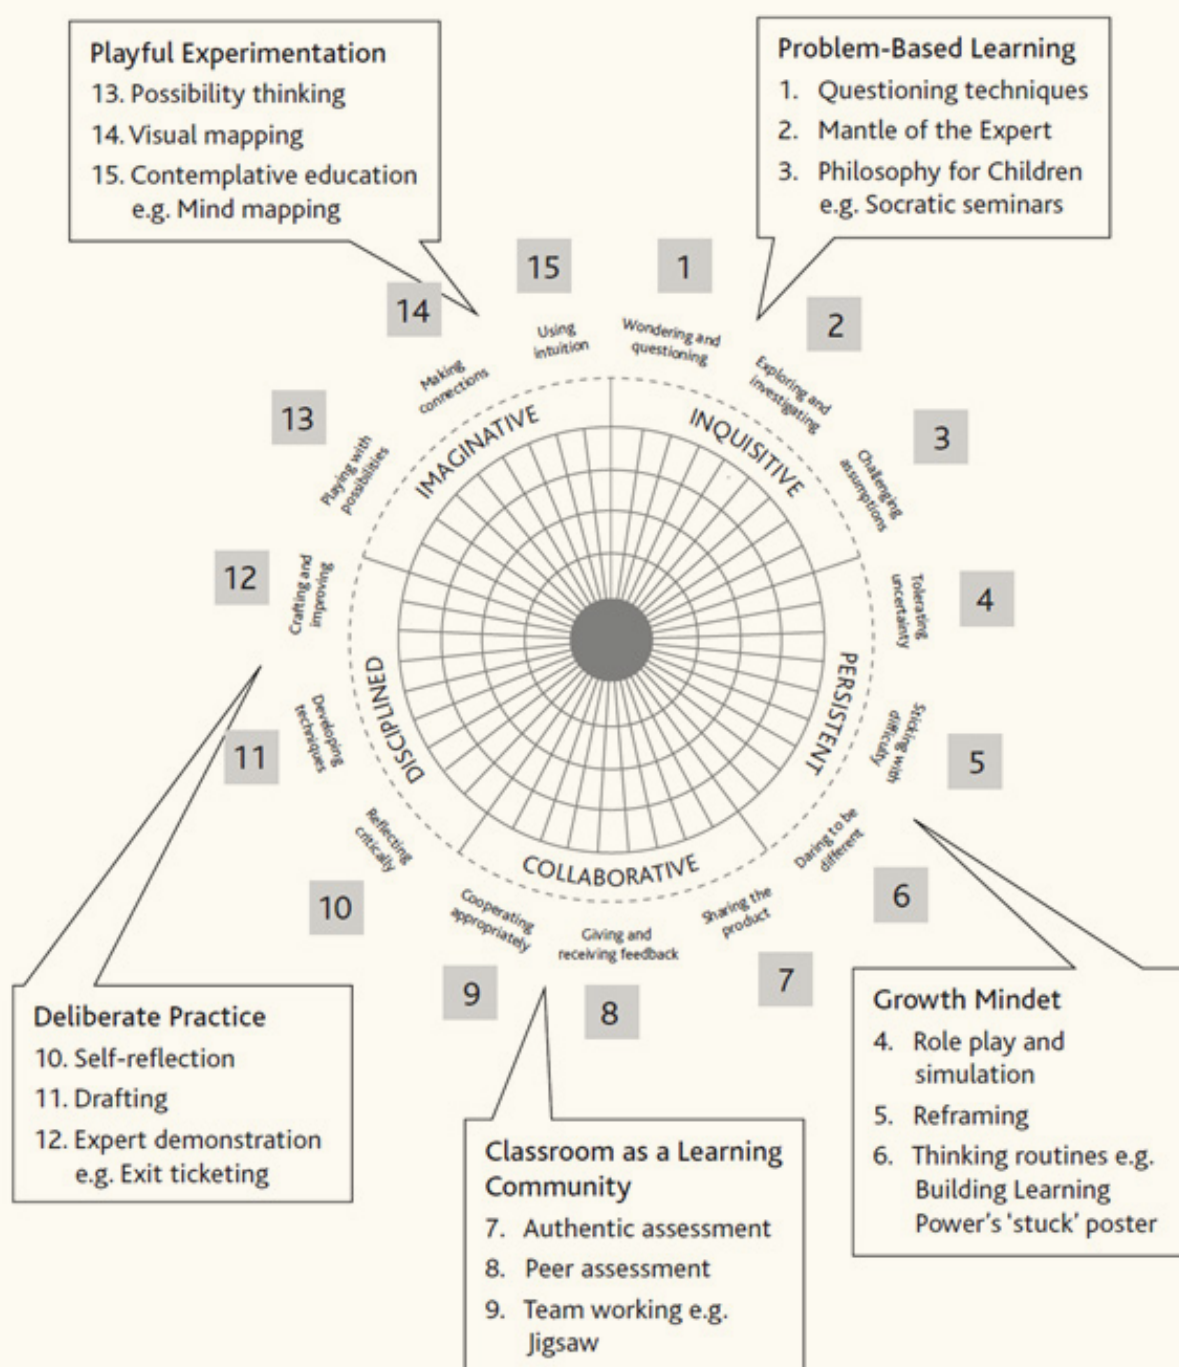 Playful Experimentation
13. Possibility thinking
14. Visual mapping
15. Contemplative education
e.g. Mind mapping
Problem-Based Learning
1. Questioning techniques
2. Mantle of the Expert
3. Philosophy for Children
e.g. Socratic seminars
15
1
14
2
13
3
12
4
11
5
10
6
9
8
7
Using
intuition
Wondering and
questioning
Making
connections
Exploring and
investigating
Playing with
possibilities
Challenging
assumptions
Crafting and
improving
Tolerating
uncertainty
Developing
techniques
Sticking with
difficulty
Reflecting
critically
Daring to be
different
Cooperating
appropriately
Giving and
receiving feedback
Sharing the
product
IMAGINATIVE
INQUISITIVE
DISCIPLINED
PERSISTENT
COLLABORATIVE
Deliberate Practice
10. Self-reflection
11. Drafting
12. Expert demonstration
e.g. Exit ticketing
Classroom as a Learning
Community
7. Authentic assessment
8. Peer assessment
9. Team working e.g.
Jigsaw
Growth Mindet
4. Role play and
simulation
5. Reframing
6. Thinking routines e.g.
Building Learning
Power's 'stuck' poster